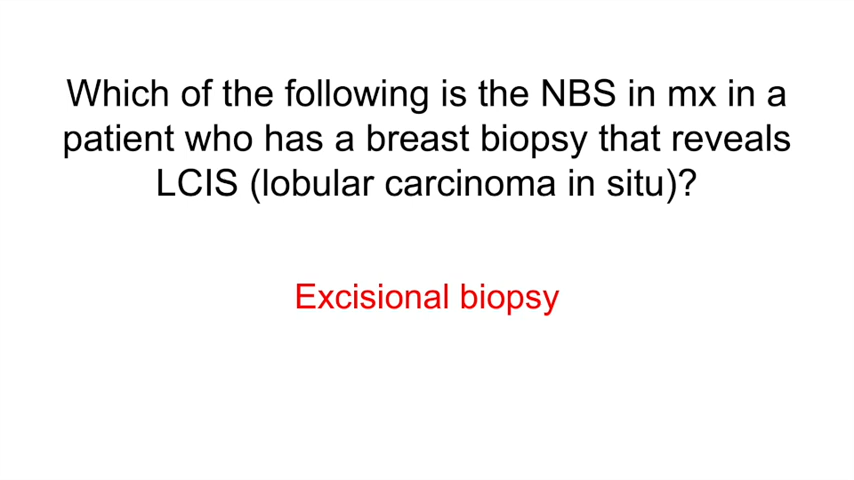 Which of the following is the NBS in mx in a
patient who has a breast biopsy that reveals
LCIS (lobular carcinoma in situ)?
Excisional biopsy